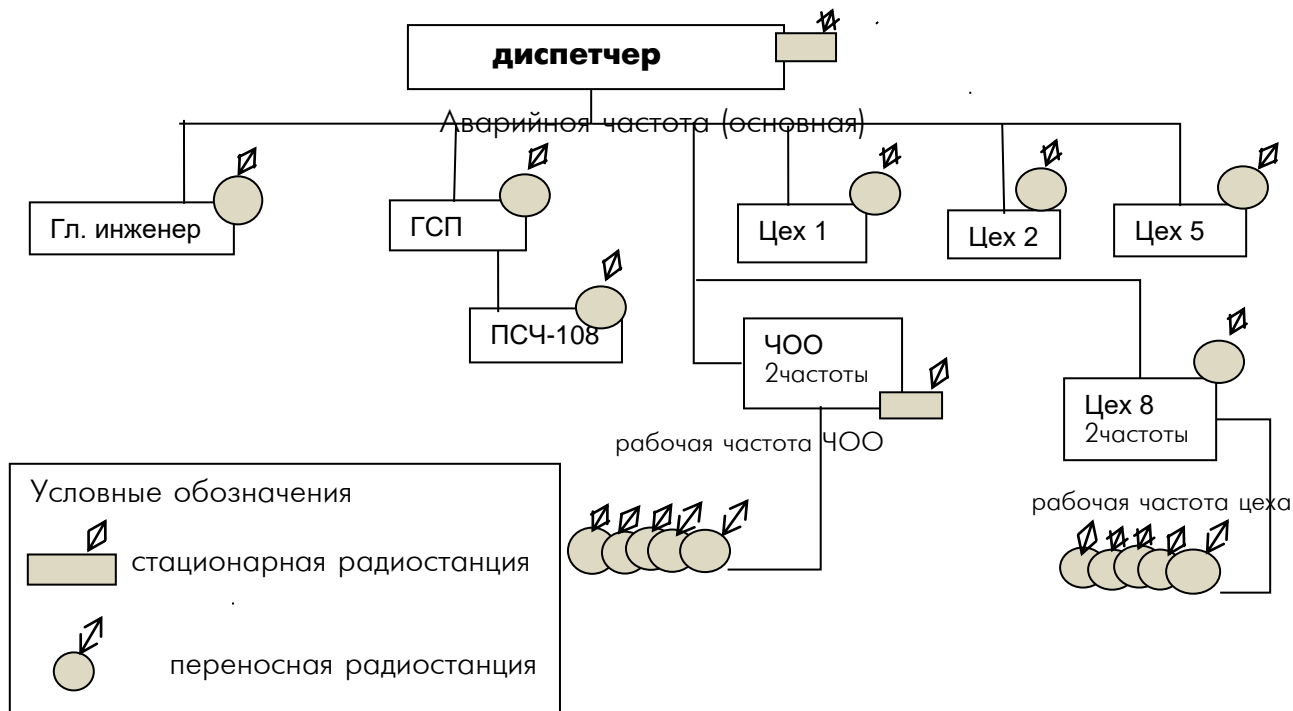 диспетчер
Аварийноя частота (основная)
Гл. инженер
ГСП
Цех 1
Цех 2
Цех 5
ПСЧ-108
ЧОО
2частоты
Цех 8
2частоты
рабочая частота ЧОО
рабочая частота цеха
Условные обозначения
стационарная радиостанция
переносная радиостанция